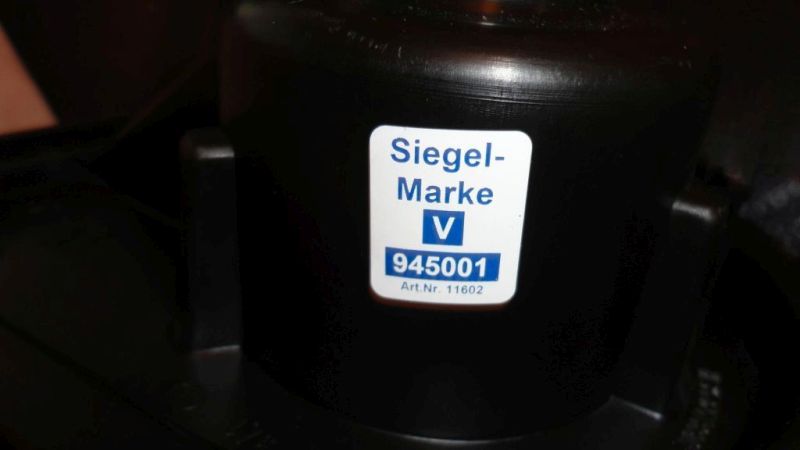 Siegel-
Marke
V
945001
Art.Nr. 11602